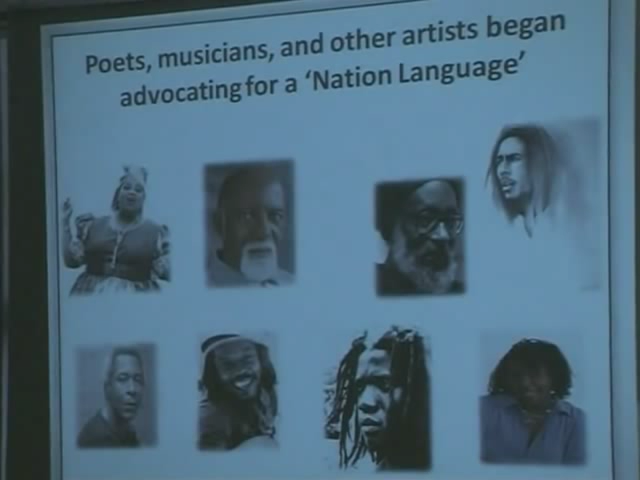 Poets, musicians, and other artists began
advocating for a ‘Nation Language’